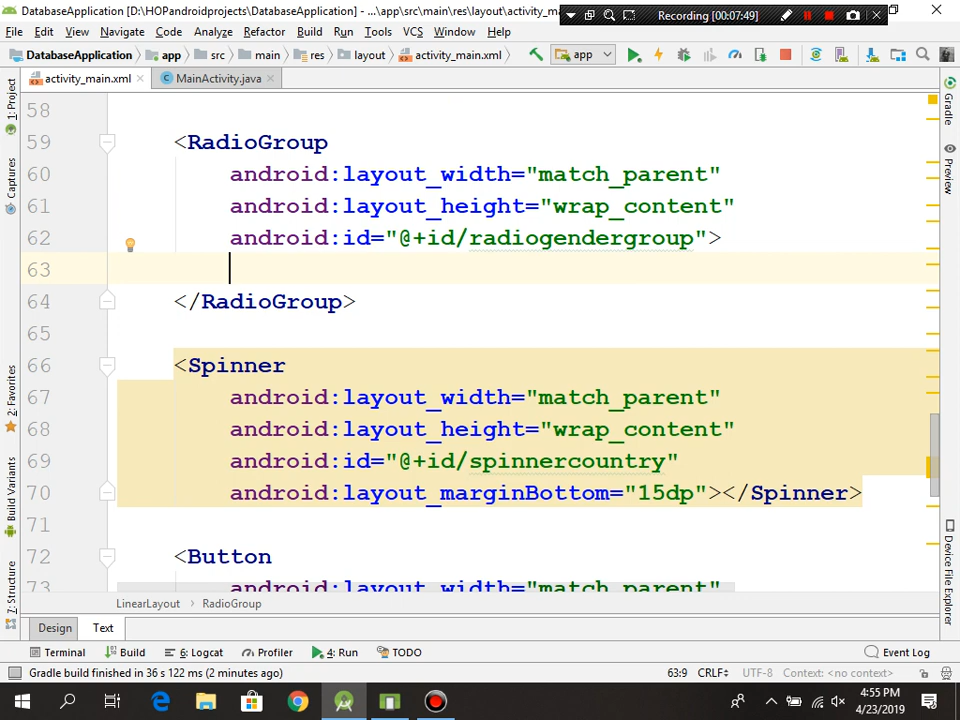 DatabaseApplication [D:\HOPandroidprojects\DatabaseApplication] - ...\app\src\main\res\layout\activity_ma
Recording [00:07:49]
File Edit View Navigate Code Analyze Refactor Build Run Tools VCS Window Help
DatabaseApplication app src main res layout activity_main.xml app
activity_main.xml MainActivity.java
1: Project
Captures
2: Favorites
Build Variants
7: Structure
58
59 <RadioGroup
60 android:layout_width="match_parent"
61 android:layout_height="wrap_content"
62 android:id="@+id/radiogendergroup">
63
64 </RadioGroup>
65
66 <Spinner
67 android:layout_width="match_parent"
68 android:layout_height="wrap_content"
69 android:id="@+id/spinnercountry"
70 android:layout_marginBottom="15dp"></Spinner>
71
72 <Button
73 android:layout_width="match_parent"
Gradle
Preview
Device File Explorer
LinearLayout RadioGroup
Design Text
Terminal Build 6: Logcat Profiler 4: Run TODO Event Log
Gradle build finished in 36 s 122 ms (2 minutes ago) 63:9 CRLF UTF-8 Context: <no context>
4:55 PM
4/23/2019